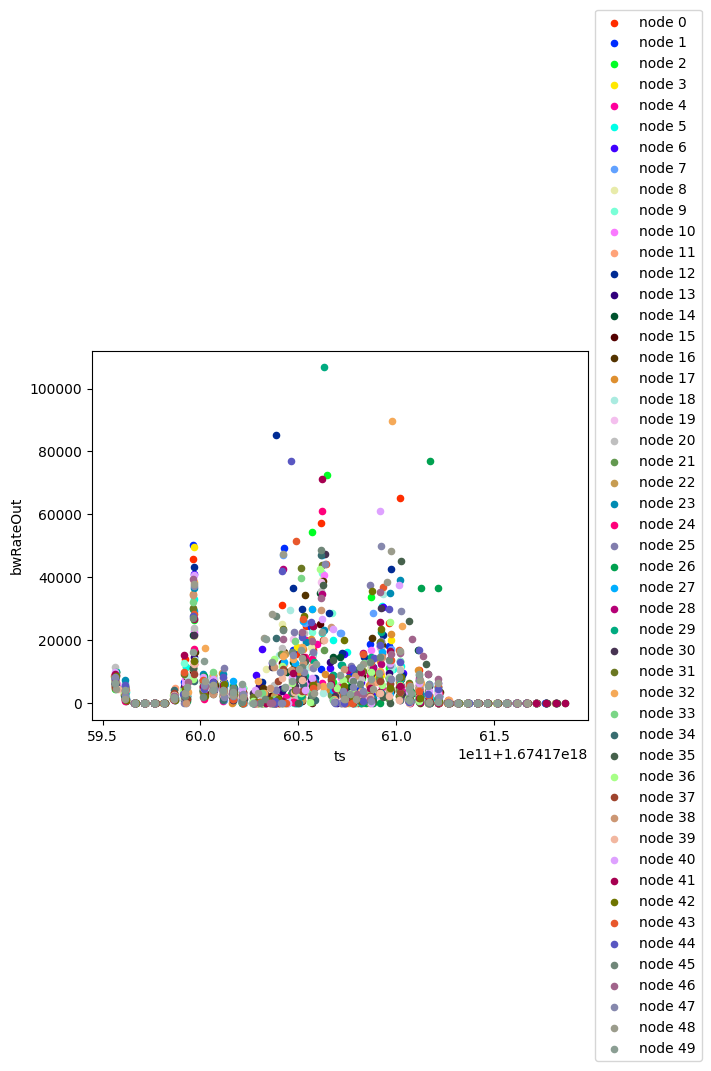 node 0
node 1
node 2
node 3
node 4
node 5
node 6
node 7
node 8
node 9
node 10
node 11
node 12
node 13
node 14
node 15
node 16
node 17
node 18
node 19
node 20
node 21
node 22
node 23
node 24
node 25
node 26
node 27
node 28
node 29
node 30
node 31
node 32
node 33
node 34
node 35
node 36
node 37
node 38
node 39
node 40
node 41
node 42
node 43
node 44
node 45
node 46
node 47
node 48
node 49
bwRateOut
100000
80000
60000
40000
20000
0
59.5 60.0 60.5 61.0 61.5
ts
1e11+1.67417e18